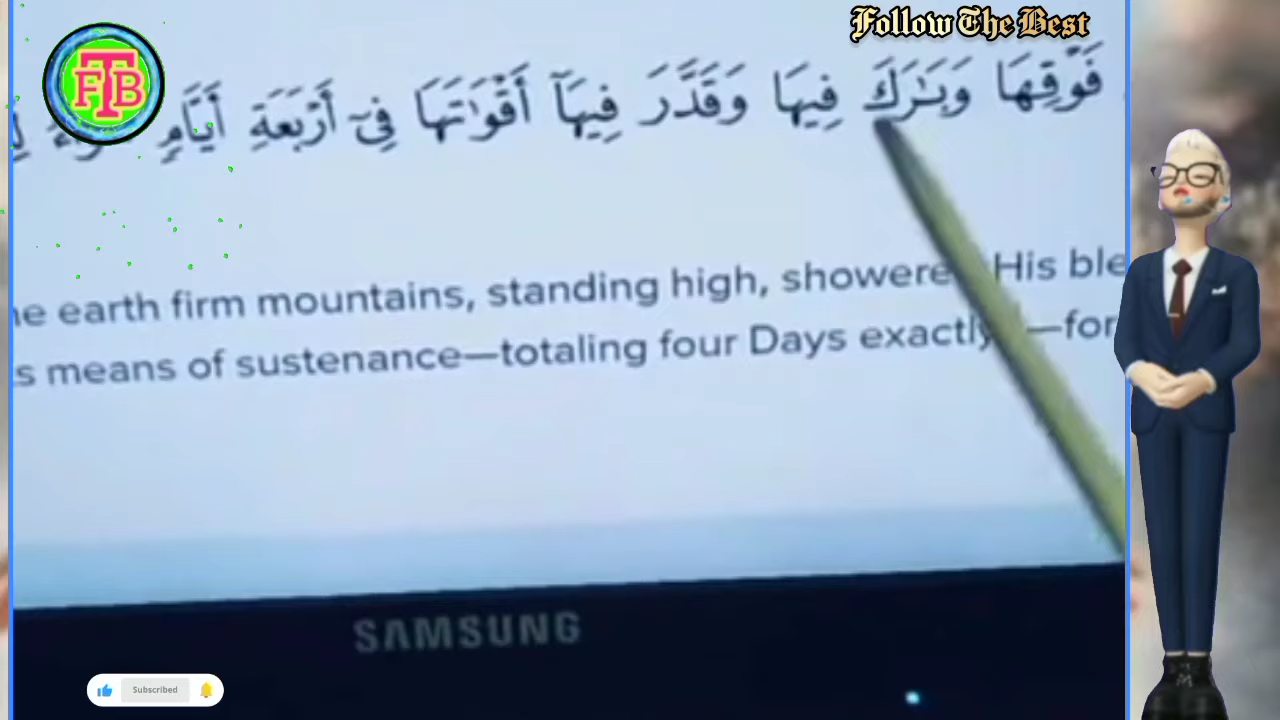 Follow The Best
FTB
فَوْقِهَا وَبَـٰرَكَ فِيهَا وَقَدَّرَ فِيهَآ أَقْوَٰتَهَا فِىٓ أَرْبَعَةِ أَيَّامٍ
earth firm mountains, standing high, showere His ble
means of sustenance—totaling four Days exactly—for
SAMSUNG
Subscribed